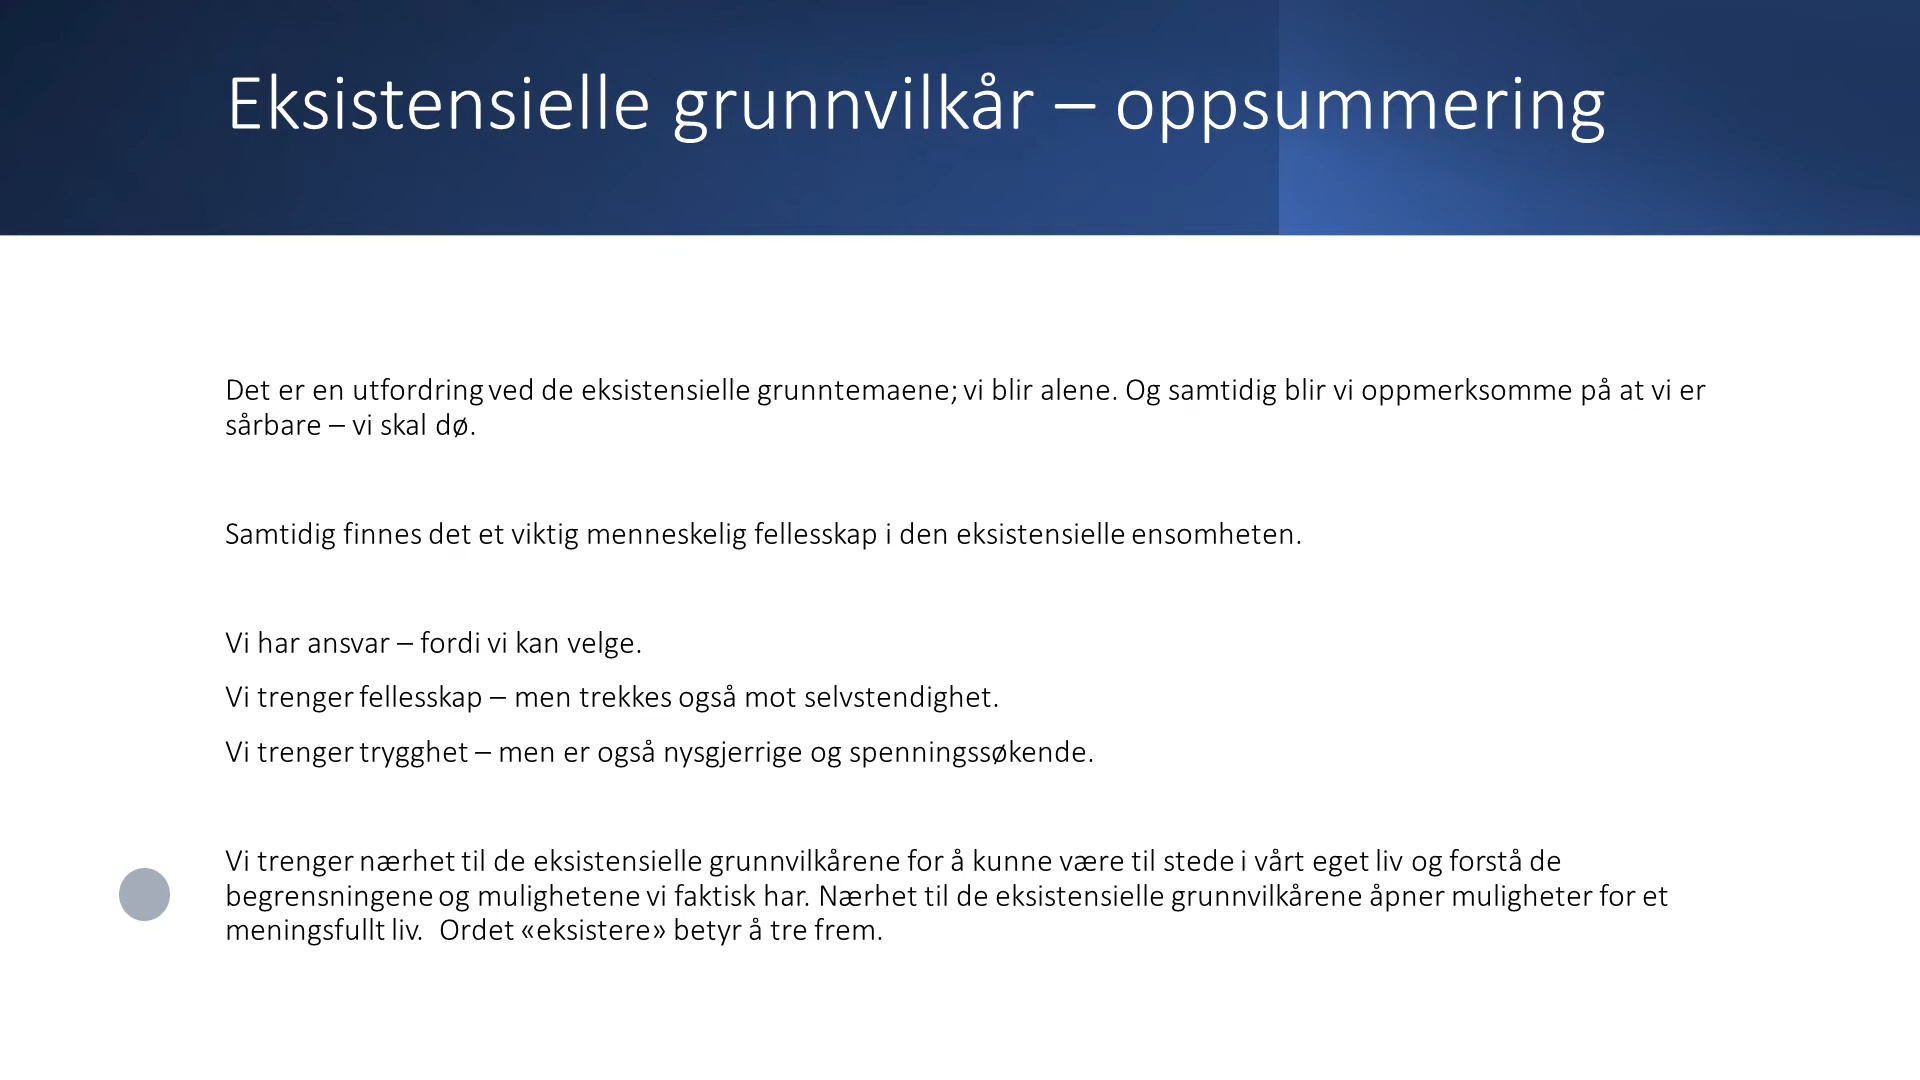 Eksistensielle grunnvilkår – oppsummering
Det er en utfordring ved de eksistensielle grunntemaene; vi blir alene. Og samtidig blir vi oppmerksomme på at vi er
sårbare – vi skal dø.
Samtidig finnes det et viktig menneskelig fellesskap i den eksistensielle ensomheten.
Vi har ansvar – fordi vi kan velge.
Vi trenger fellesskap – men trekkes også mot selvstendighet.
Vi trenger trygghet – men er også nysgjerrige og spenningssøkende.
Vi trenger nærhet til de eksistensielle grunnvilkårene for å kunne være til stede i vårt eget liv og forstå de
begrensningene og mulighetene vi faktisk har. Nærhet til de eksistensielle grunnvilkårene åpner muligheter for et
meningsfullt liv.  Ordet «eksistere» betyr å tre frem.